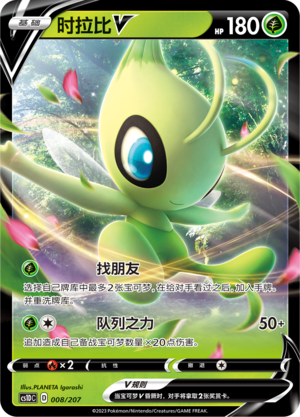 基础 时拉比V HP 180
找朋友
选择自己牌库中最多2张宝可梦,在给对手看过之后,加入手牌。
并重洗牌库。
队列之力 50+
追加造成自己备战宝可梦数量×20点伤害。
弱点 ×2 抗性 撤退
Illus.PLANETA Igarashi
V规则
CS1DC D 008/207
当宝可梦V昏厥时,对手将拿取2张奖赏卡。
©2023 Pokémon/Nintendo/Creatures/GAME FREAK.